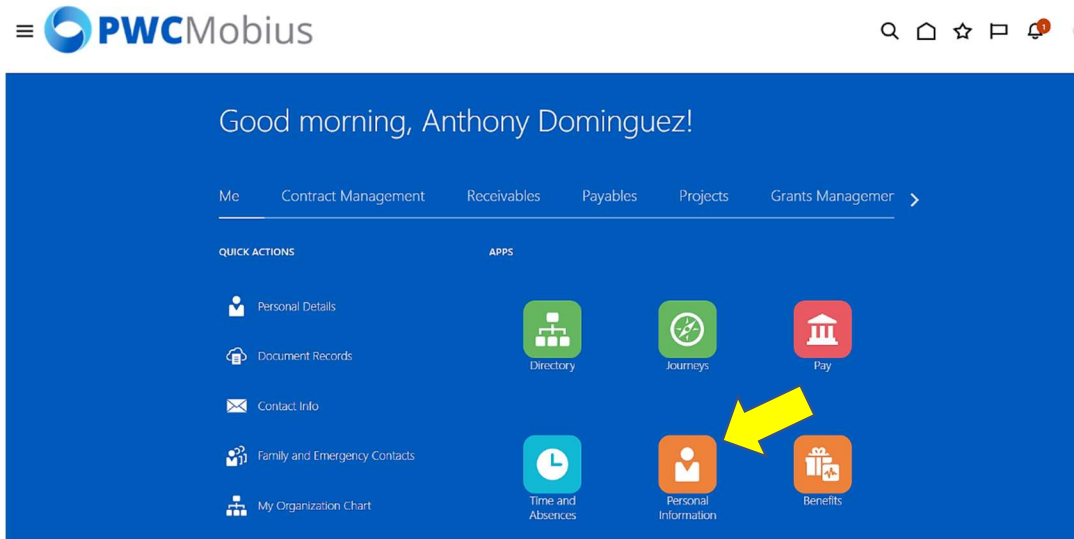 PWCMobius
1
Good morning, Anthony Dominguez!
Me Contract Management Receivables Payables Projects Grants Managemer
QUICK ACTIONS
APPS
Personal Details
Document Records
Contact Info
Family and Emergency Contacts
My Organization Chart
Directory
Journeys
Pay
Time and
Absences
Personal
Information
Benefits